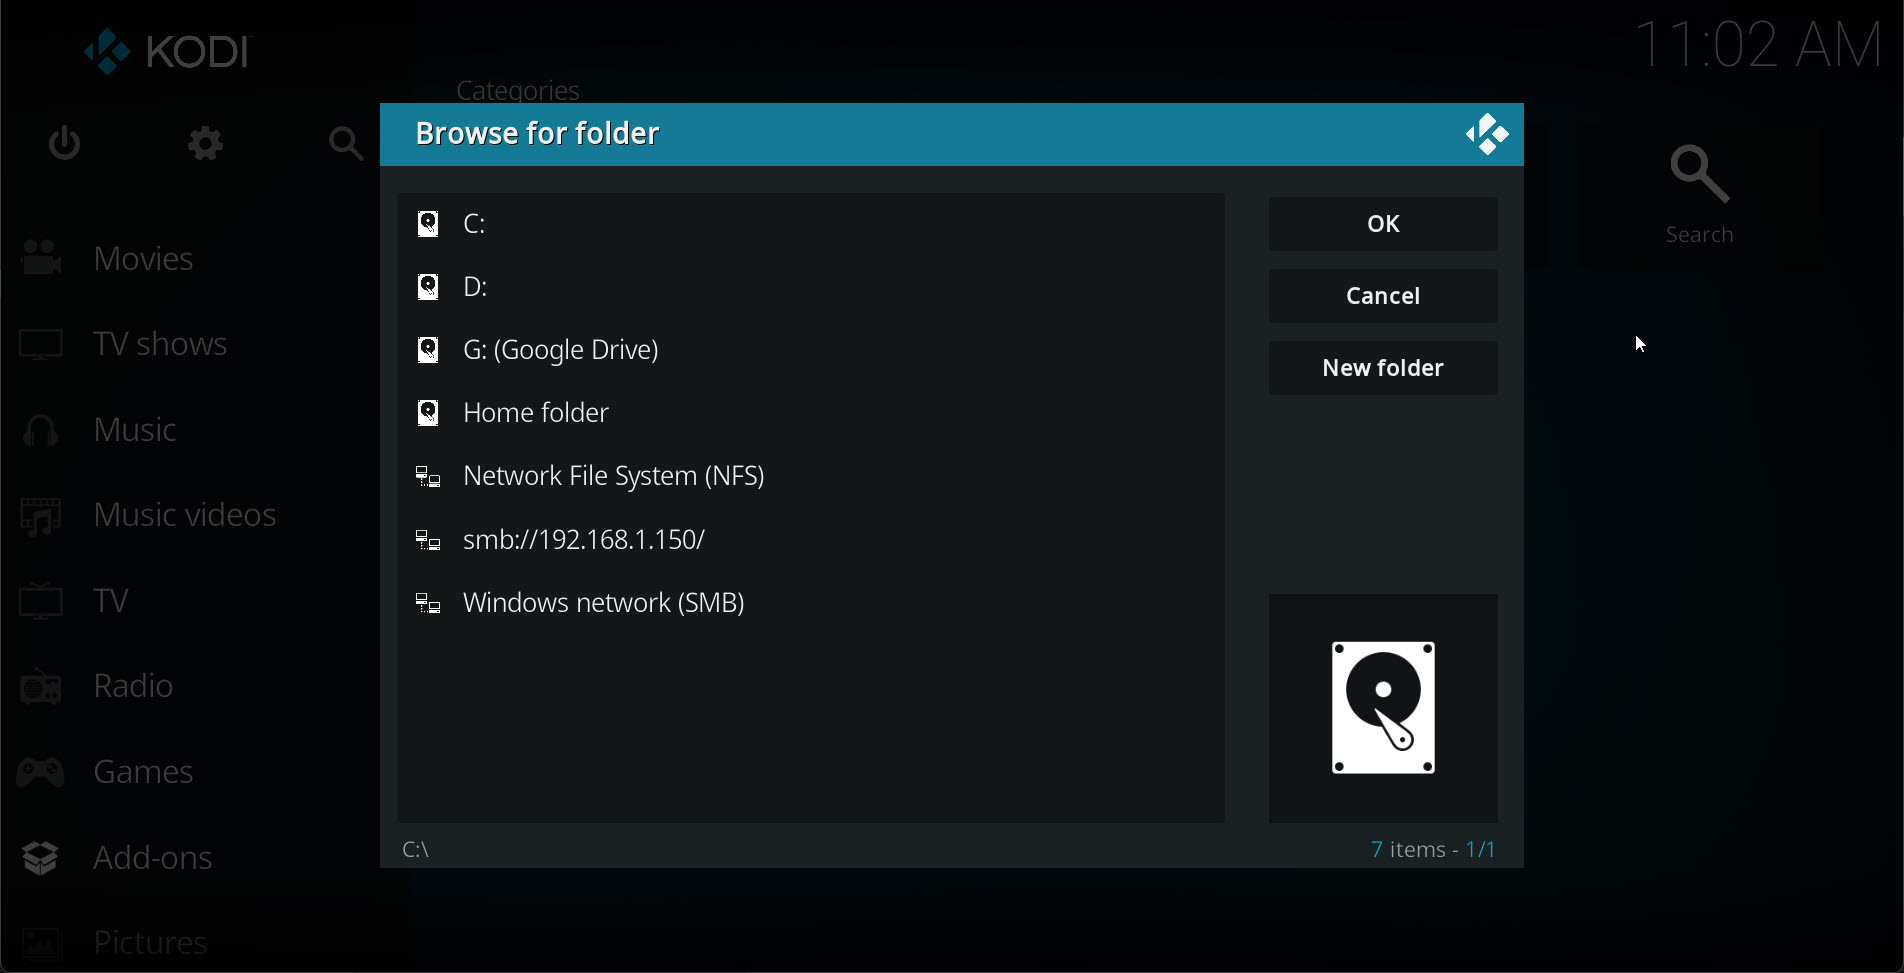 KODI
11:02 AM
Categories
Browse for folder
C:
OK
Search
Movies
D:
Cancel
TV shows
G: (Google Drive)
New folder
Home folder
Music
Network File System (NFS)
Music videos
smb://192.168.1.150/
TV
Windows network (SMB)
Radio
Games
Add-ons
C:\
7 items - 1/1
Pictures